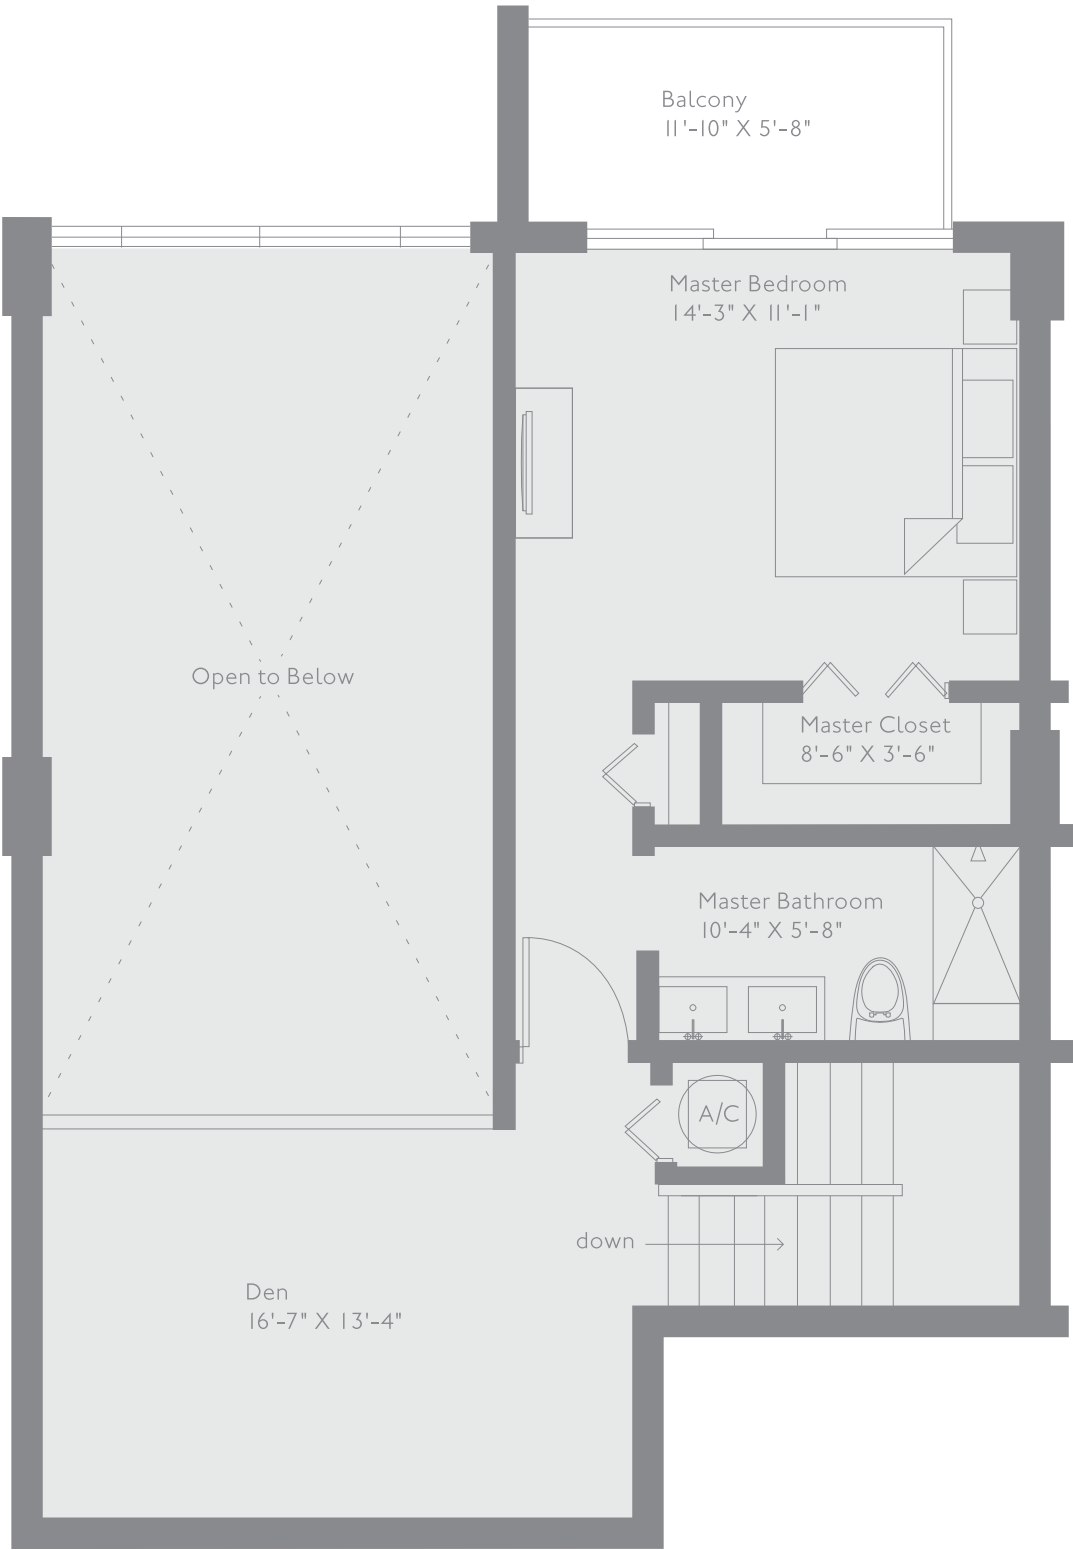 Balcony
11'-10" X 5'-8"
Master Bedroom
14'-3" X 11'-1"
Open to Below
Master Closet
8'-6" X 3'-6"
Master Bathroom
10'-4" X 5'-8"
A/C
down
Den
16'-7" X 13'-4"